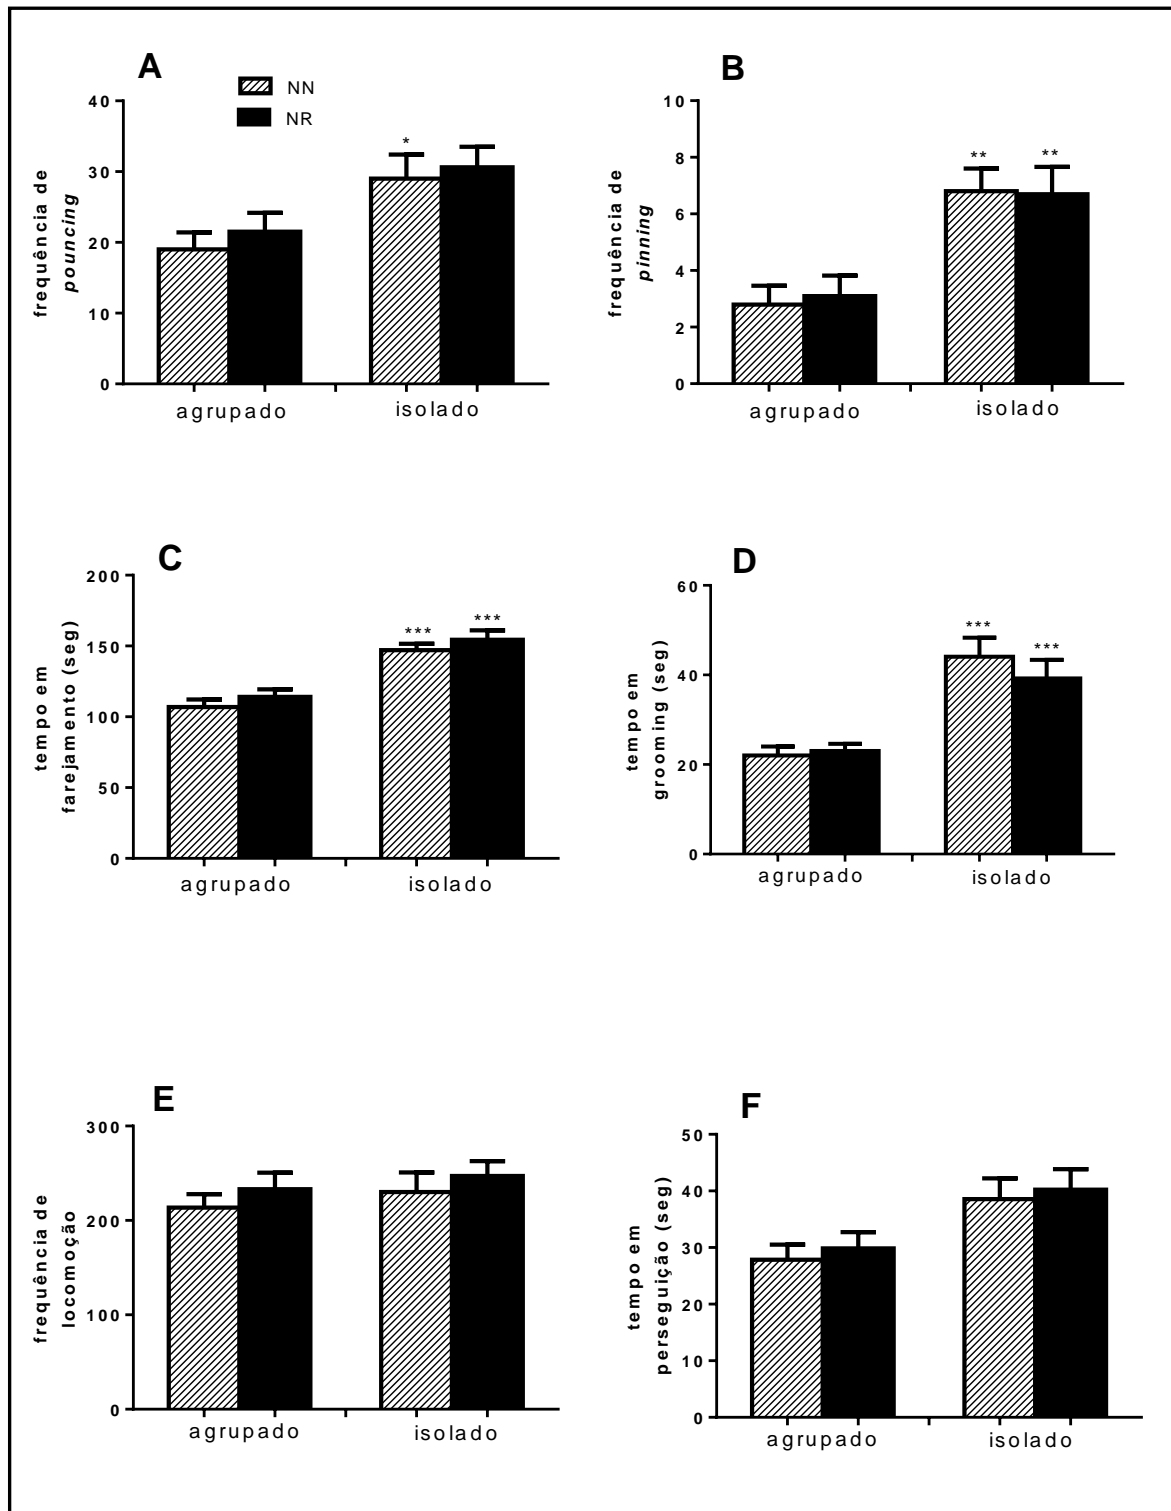 A
NN
NR
40
30
20
10
0
frequência de
pouncing
*
agrupado
isolado
B
10
8
6
4
2
0
frequência de
pinning
**
**
agrupado
isolado
C
200
150
100
50
0
tempo em
farejamento (seg)
***
***
agrupado
isolado
D
60
40
20
0
tempo em
grooming (seg)
***
***
agrupado
isolado
E
300
200
100
0
frequência de
locomoção
agrupado
isolado
F
50
40
30
20
10
0
tempo em
perseguição (seg)
agrupado
isolado